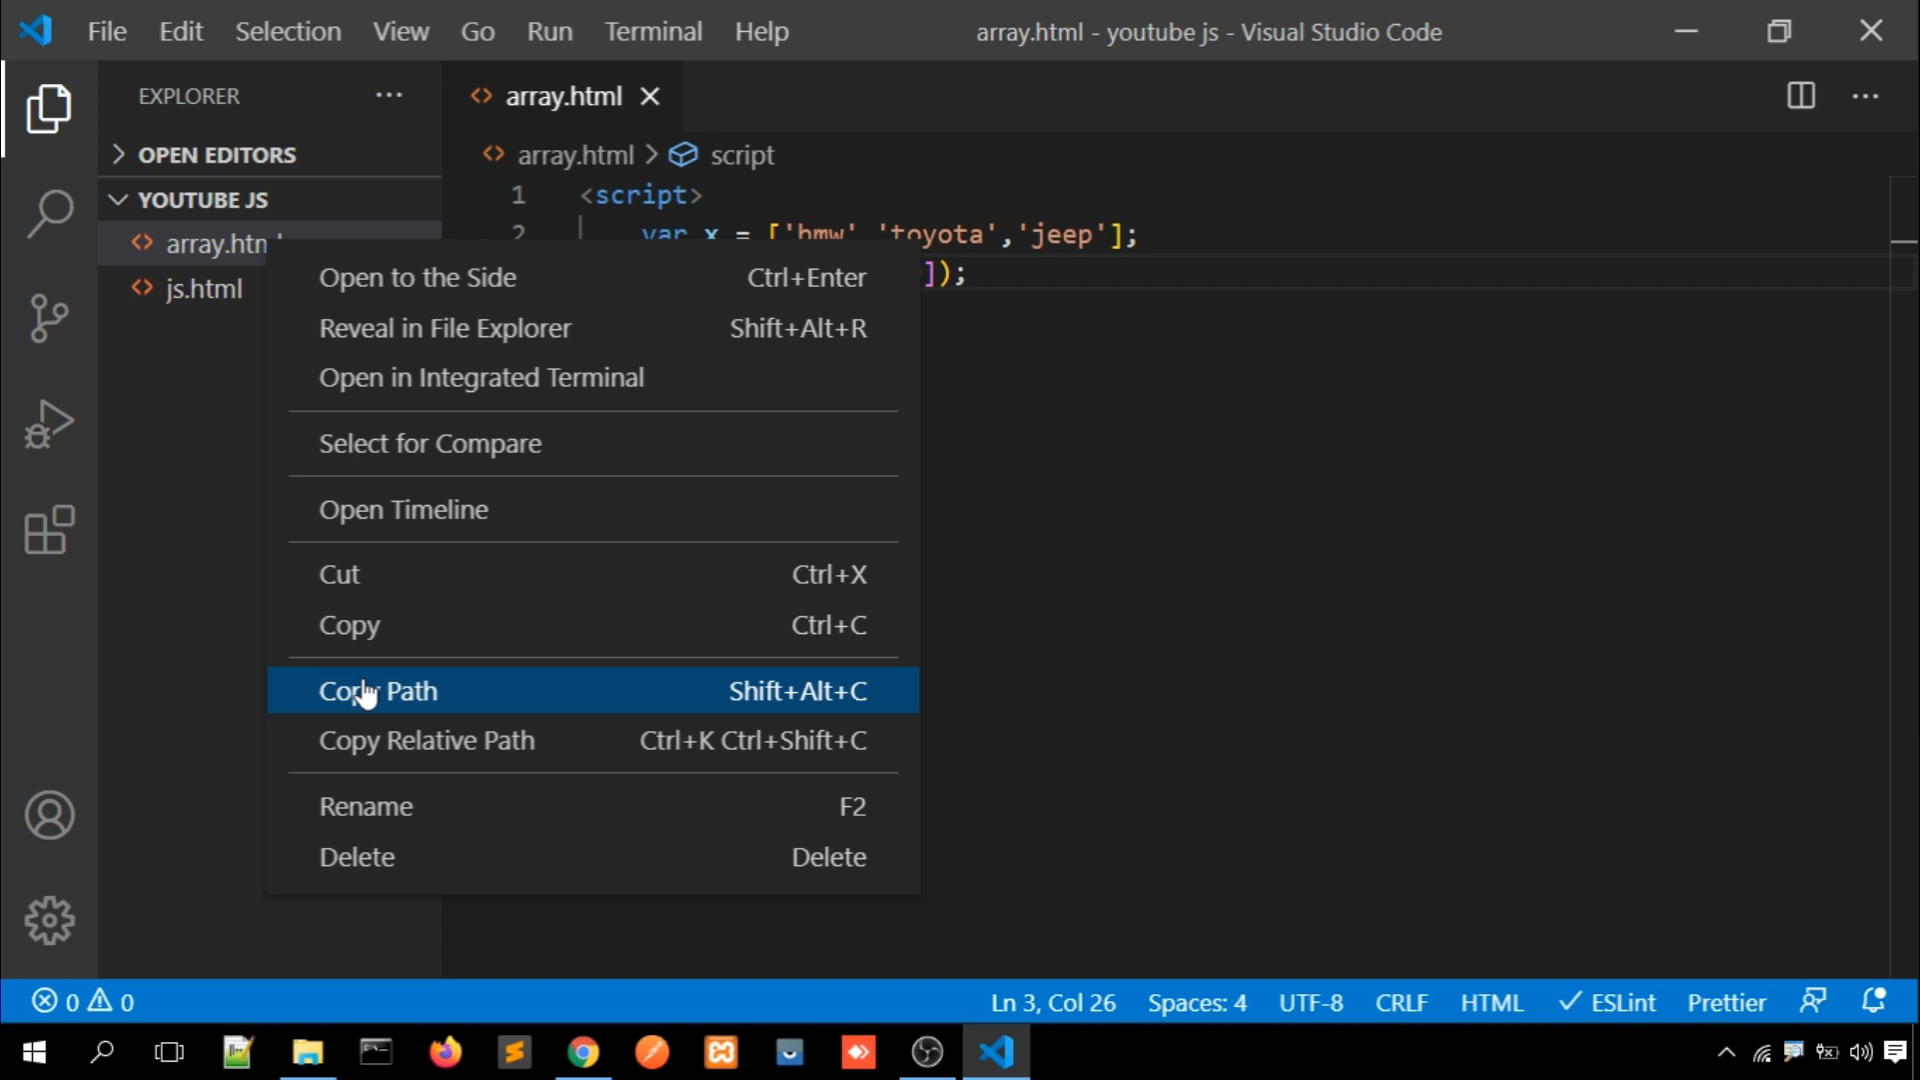 File Edit Selection View Go Run Terminal Help array.html - youtube js - Visual Studio Code
EXPLORER ··· array.html
OPEN EDITORS array.html > script
YOUTUBE JS 1 <script>
2 var x = ['bmw' 'toyota','jeep'];
js.html
]);
Open to the Side Ctrl+Enter
Reveal in File Explorer Shift+Alt+R
Open in Integrated Terminal
Select for Compare
Open Timeline
Cut Ctrl+X
Copy Ctrl+C
Path Shift+Alt+C
Copy Relative Path Ctrl+K Ctrl+Shift+C
Rename F2
Delete Delete
0 0 Ln 3, Col 26 Spaces: 4 UTF-8 CRLF HTML ESLint Prettier